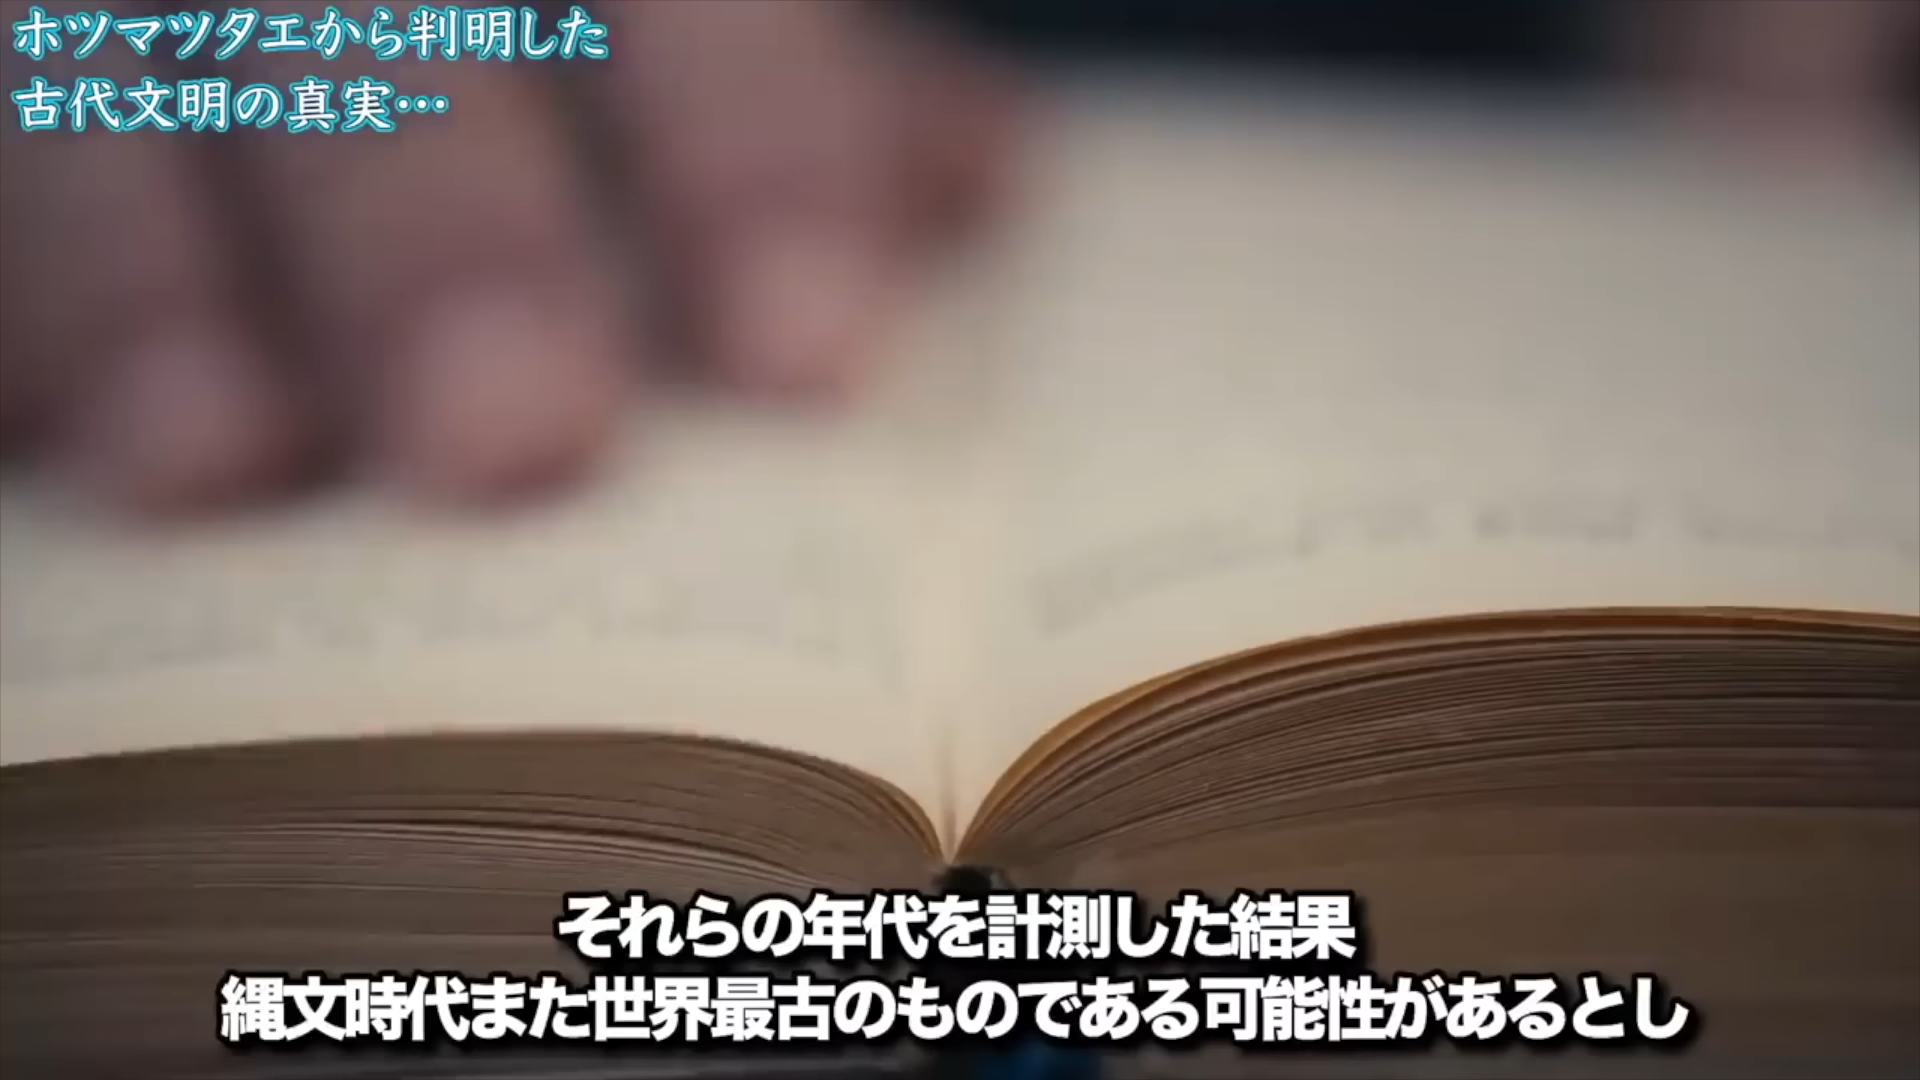 ホツマツタエから判明した
古代文明の真実…
それらの年代を計測した結果
縄文時代また世界最古のものである可能性があるとし